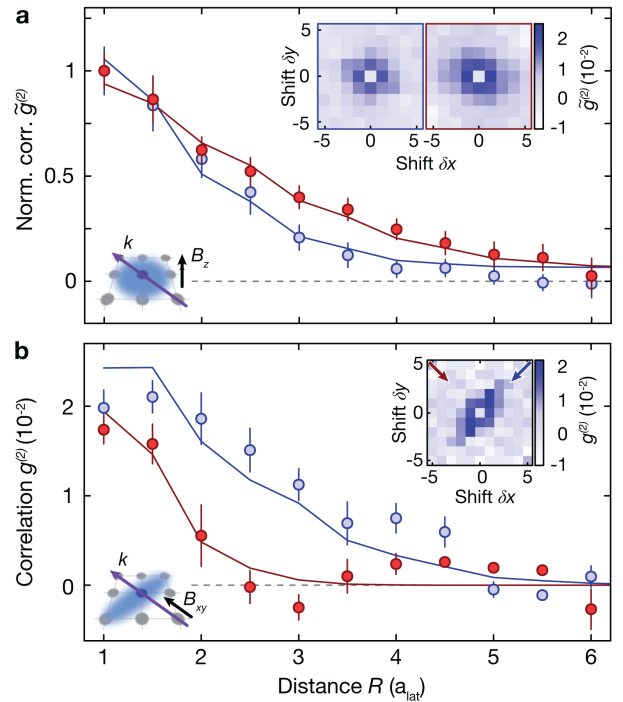 a
Norm. corr. g̃⁽²⁾
1
0.5
0
k
B_z
Shift δy
5
0
-5
-5 0 5
-5 0 5
Shift δx
2
1
0
-1
g̃⁽²⁾ (10⁻²)
b
Correlation g⁽²⁾ (10⁻²)
2
1
0
k
B_xy
Shift δy
5
0
-5
-5 0 5
Shift δx
2
1
0
-1
g⁽²⁾ (10⁻²)
1 2 3 4 5 6
Distance R (a_lat)